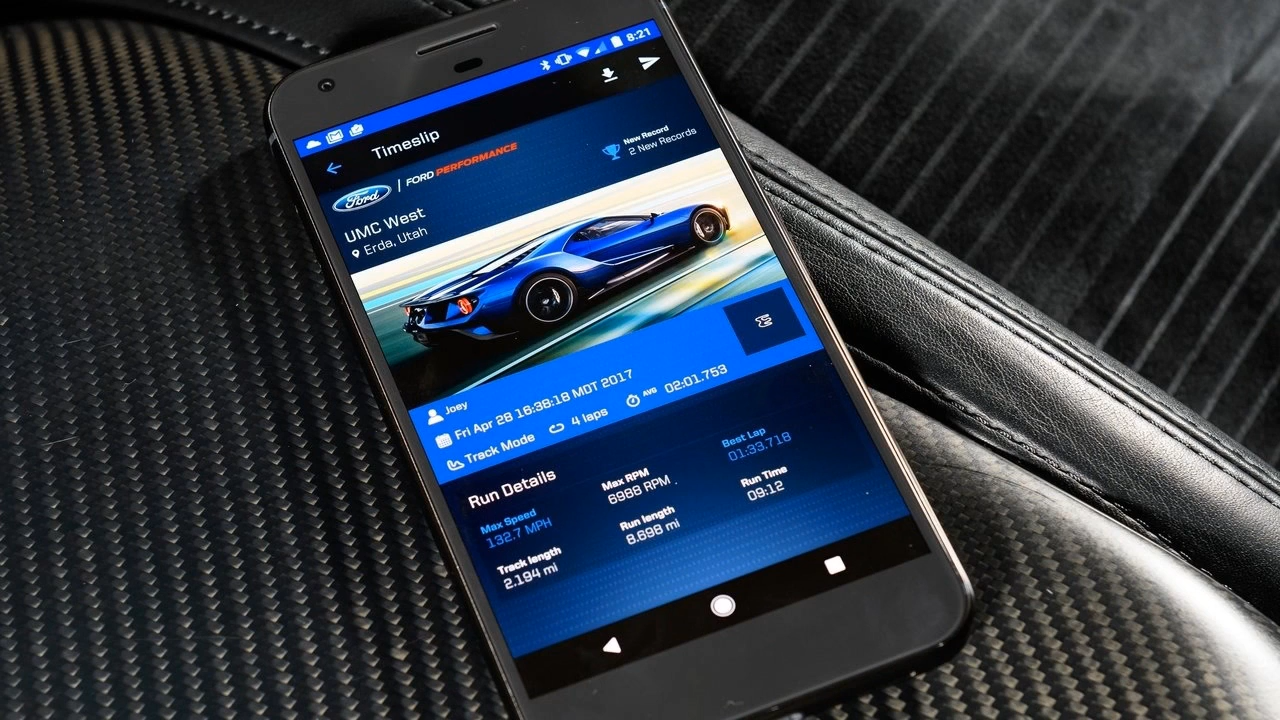 8:21
Timeslip
Ford | FORD PERFORMANCE
New Record
2 New Records
UMC West
Erda, Utah
Joey
Fri Apr 28 16:38:18 MDT 2017
Track Mode 4 laps AVG 02:01.753
Run Details
Max Speed
132.7 MPH
Max RPM
6988 RPM
Best Lap
01:33.718
Track length
2.194 mi
Run length
8.698 mi
Run Time
09:12